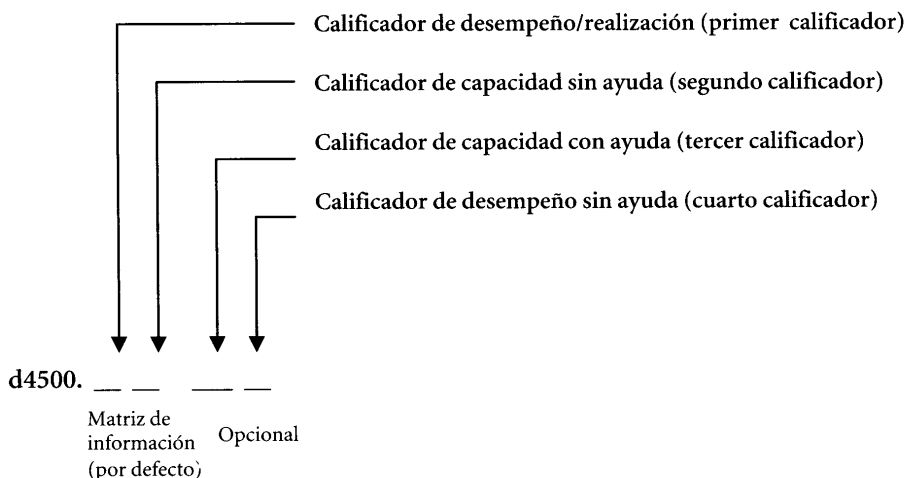 Calificador de desempeño/realización (primer calificador)
Calificador de capacidad sin ayuda (segundo calificador)
Calificador de capacidad con ayuda (tercer calificador)
Calificador de desempeño sin ayuda (cuarto calificador)
d4500. __ __ __ __
Matriz de
información
(por defecto)
Opcional